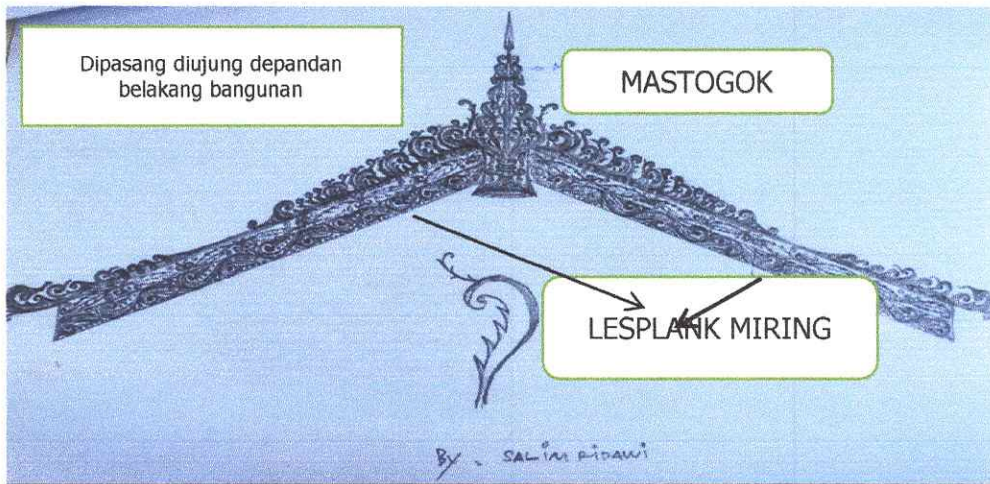 Dipasang diujung depandan
belakang bangunan
MASTOGOK
LESPLANK MIRING
By. SALIM RIDAWI